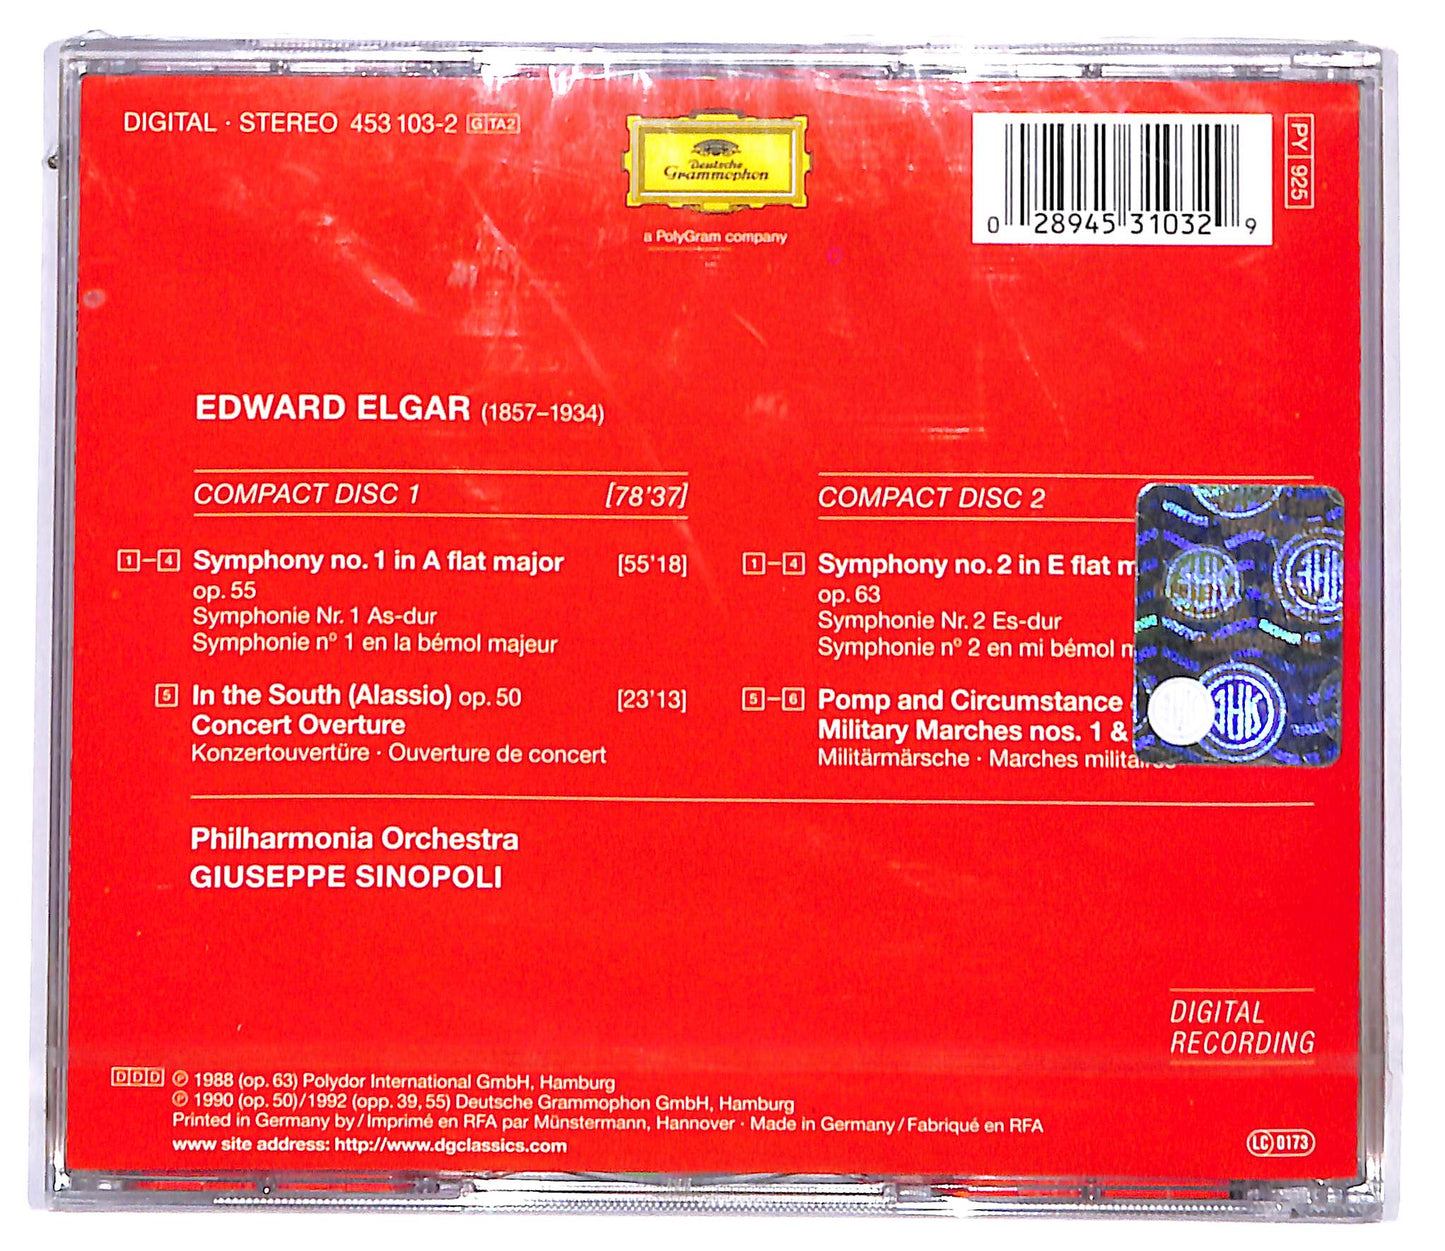 DIGITAL · STEREO 453 103-2 G TA2
Deutsche
Grammophon
a PolyGram company
0 28945 31032 9
PY 925
EDWARD ELGAR (1857–1934)
COMPACT DISC 1 [78'37]
1–4 Symphony no. 1 in A flat major [55'18]
op. 55
Symphonie Nr. 1 As-dur
Symphonie nº 1 en la bémol majeur
5 In the South (Alassio) op. 50 [23'13]
Concert Overture
Konzertouvertüre · Ouverture de concert
COMPACT DISC 2
1–4 Symphony no. 2 in E flat
op. 63
Symphonie Nr. 2 Es-dur
Symphonie nº 2 en mi bémol
5–6 Pomp and Circumstance
Military Marches nos. 1 &
Militärmärsche · Marches militaires
Philharmonia Orchestra
GIUSEPPE SINOPOLI
DIGITAL
RECORDING
DDD ℗ 1988 (op. 63) Polydor International GmbH, Hamburg
℗ 1990 (op. 50)/1992 (opp. 39, 55) Deutsche Grammophon GmbH, Hamburg
Printed in Germany by/Imprimé en RFA par Münstermann, Hannover · Made in Germany/Fabriqué en RFA
www site address: http://www.dgclassics.com
LC 0173